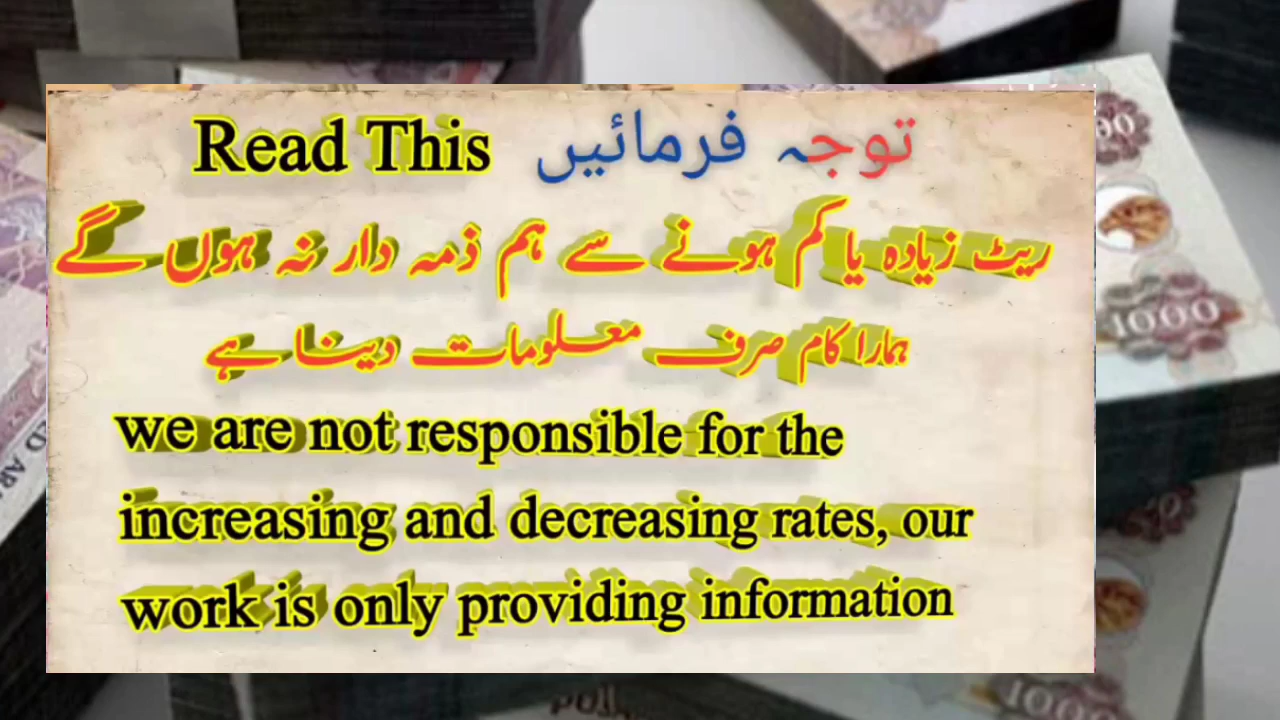 Read This توجہ فرمائیں
ریٹ زیادہ یا کم ہونے سے ہم ذمہ دار نہ ہوں گے
ہمارا کام صرف معلومات دینا ہے
we are not responsible for the
increasing and decreasing rates, our
work is only providing information
1000
1000